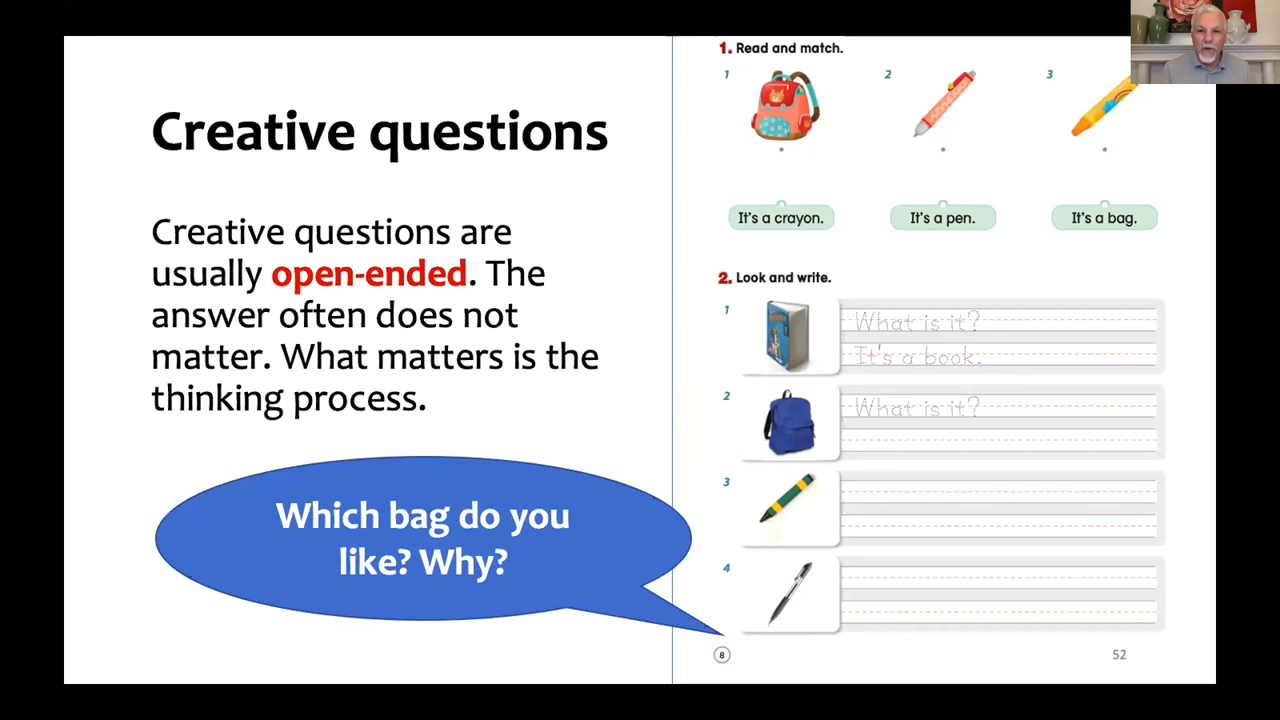 Creative questions
Creative questions are
usually open-ended. The
answer often does not
matter. What matters is the
thinking process.
Which bag do you
like? Why?
1. Read and match.
1
2
3
It's a crayon.
It's a pen.
It's a bag.
2. Look and write.
1
What is it?
It's a book.
2
What is it?
3
4
8
52